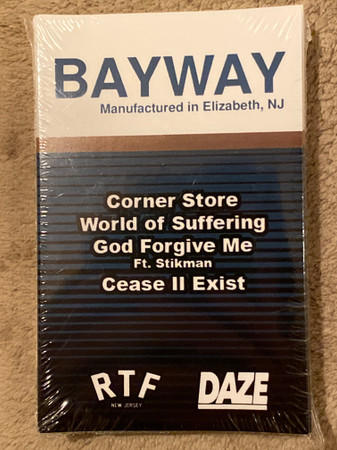 BAYWAY
Manufactured in Elizabeth, NJ
Corner Store
World of Suffering
God Forgive Me
Ft. Stikman
Cease II Exist
RTF DAZE
NEW JERSEY